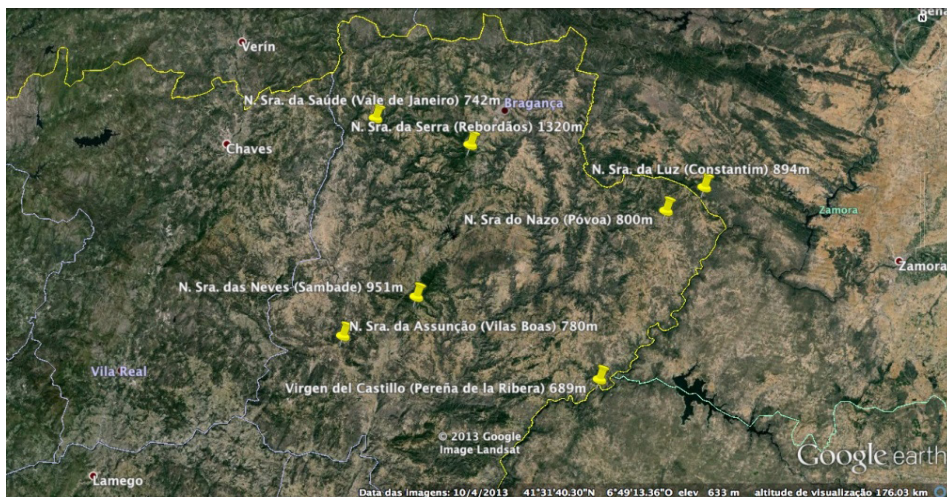 N
Verín
N. Sra. da Saúde (Vale de Janeiro) 742m
Bragança
N. Sra. da Serra (Rebordãos) 1320m
Chaves
N. Sra. da Luz (Constantim) 894m
N. Sra do Nazo (Póvoa) 800m
Zamora
Zamora
N. Sra. das Neves (Sambade) 951m
N. Sra. da Assunção (Vilas Boas) 780m
Vila Real
Virgen del Castillo (Pereña de la Ribera) 689m
© 2013 Google
Image Landsat
Google earth
Lamego
Data das imagens: 10/4/2013 41°31'40.30"N 6°49'13.36"O elev 633 m altitude de visualização 176.03 km